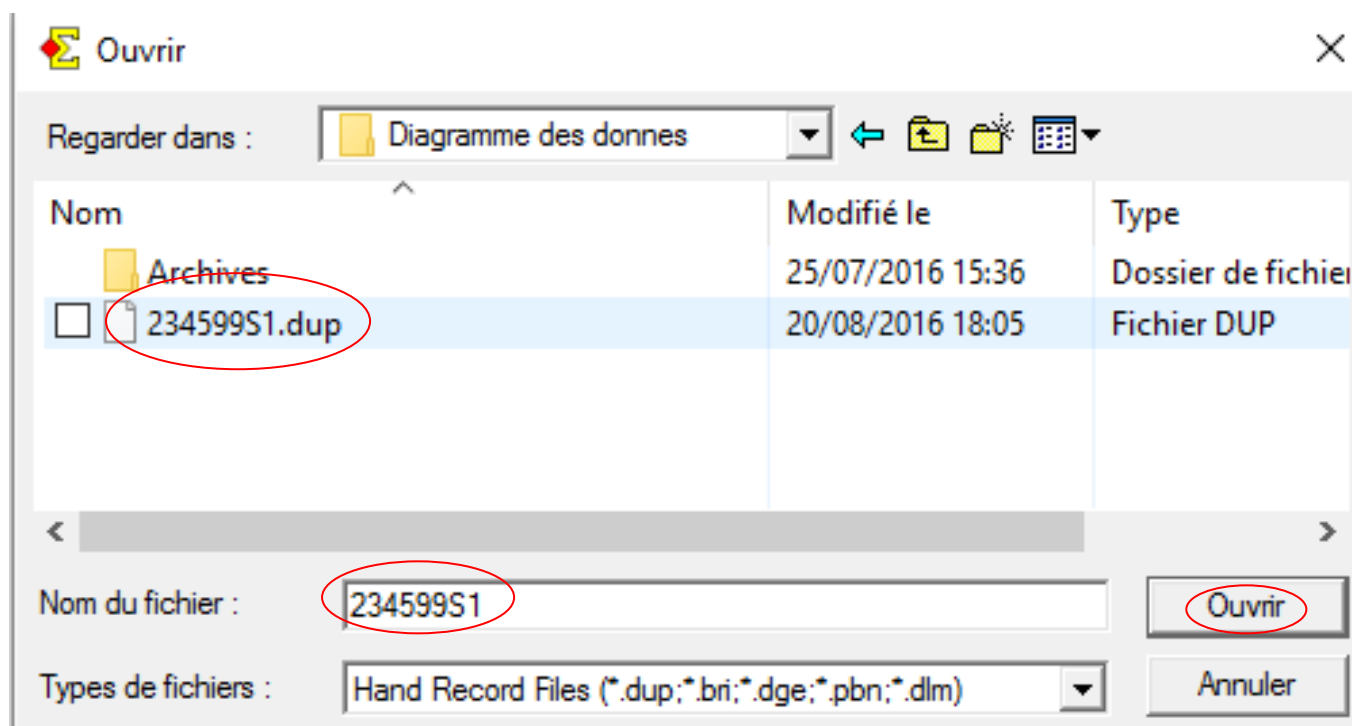 Ouvrir
Regarder dans : Diagramme des donnes
Nom Modifié le Type
Archives 25/07/2016 15:36 Dossier de fichier
234599S1.dup 20/08/2016 18:05 Fichier DUP
Nom du fichier : 234599S1 Ouvrir
Types de fichiers : Hand Record Files (*.dup;*.bri;*.dge;*.pbn;*.dlm) Annuler